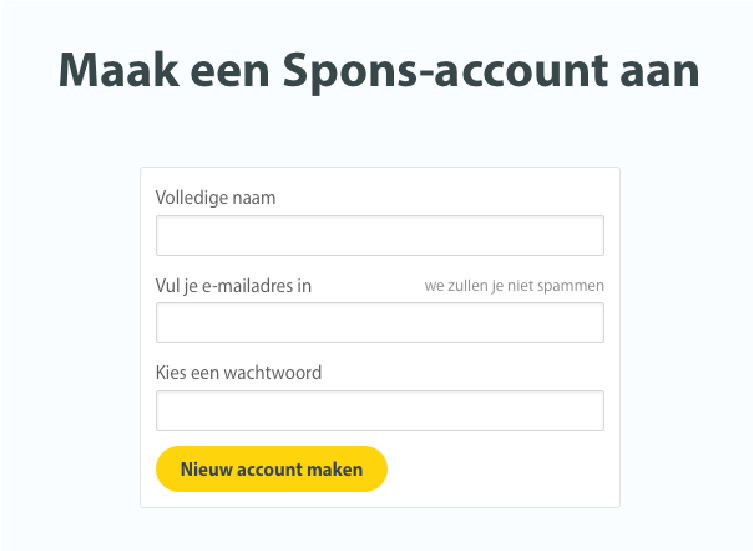 Maak een Spons-account aan
Volledige naam
Vul je e-mailadres in we zullen je niet spammen
Kies een wachtwoord
Nieuw account maken